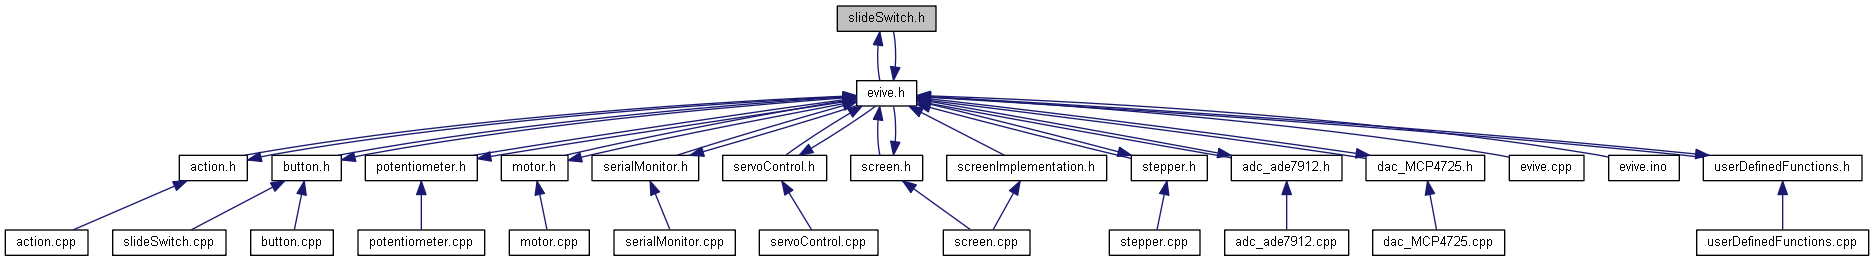 slideSwitch.h
evive.h
action.h
button.h
potentiometer.h
motor.h
serialMonitor.h
servoControl.h
screen.h
screenImplementation.h
stepper.h
adc_ade7912.h
dac_MCP4725.h
evive.cpp
evive.ino
userDefinedFunctions.h
action.cpp
slideSwitch.cpp
button.cpp
potentiometer.cpp
motor.cpp
serialMonitor.cpp
servoControl.cpp
screen.cpp
stepper.cpp
adc_ade7912.cpp
dac_MCP4725.cpp
userDefinedFunctions.cpp